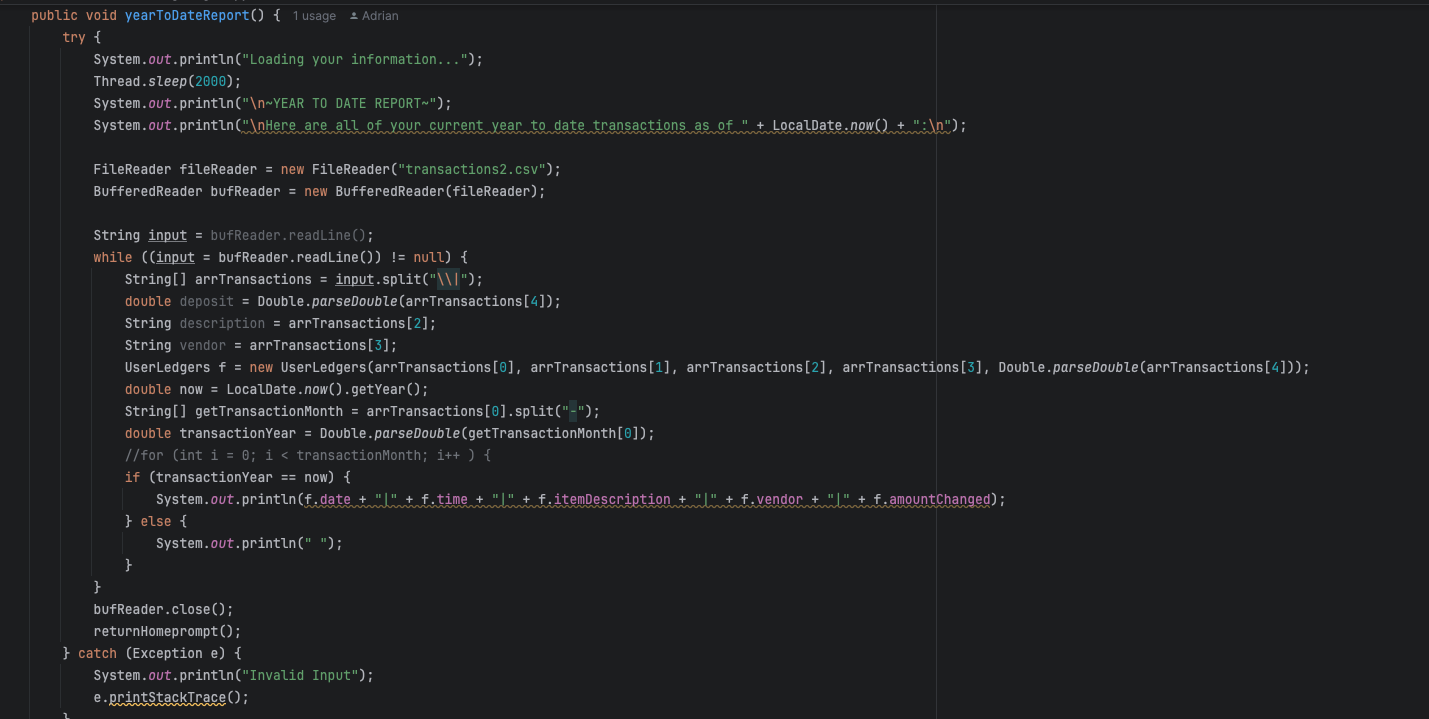 public void yearToDateReport() { 1 usage Adrian
try {
System.out.println("Loading your information...");
Thread.sleep(2000);
System.out.println("\n~YEAR TO DATE REPORT~");
System.out.println("\nHere are all of your current year to date transactions as of " + LocalDate.now() + ":\n");
FileReader fileReader = new FileReader("transactions2.csv");
BufferedReader bufReader = new BufferedReader(fileReader);
String input = bufReader.readLine();
while ((input = bufReader.readLine()) != null) {
String[] arrTransactions = input.split("\\|");
double deposit = Double.parseDouble(arrTransactions[4]);
String description = arrTransactions[2];
String vendor = arrTransactions[3];
UserLedgers f = new UserLedgers(arrTransactions[0], arrTransactions[1], arrTransactions[2], arrTransactions[3], Double.parseDouble(arrTransactions[4]));
double now = LocalDate.now().getYear();
String[] getTransactionMonth = arrTransactions[0].split("-");
double transactionYear = Double.parseDouble(getTransactionMonth[0]);
//for (int i = 0; i < transactionMonth; i++ ) {
if (transactionYear == now) {
System.out.println(f.date + "|" + f.time + "|" + f.itemDescription + "|" + f.vendor + "|" + f.amountChanged);
} else {
System.out.println(" ");
}
}
bufReader.close();
returnHomeprompt();
} catch (Exception e) {
System.out.println("Invalid Input");
e.printStackTrace();
}